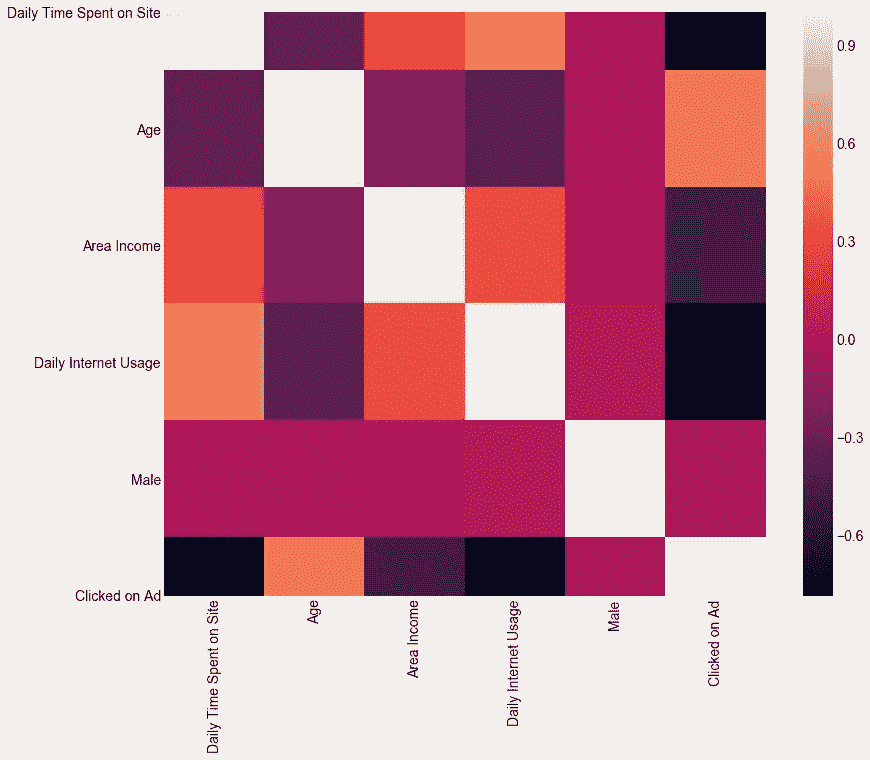 Daily Time Spent on Site
Age
Area Income
Daily Internet Usage
Male
Clicked on Ad
Daily Time Spent on Site
Age
Area Income
Daily Internet Usage
Male
Clicked on Ad
0.9
0.6
0.3
0.0
−0.3
−0.6